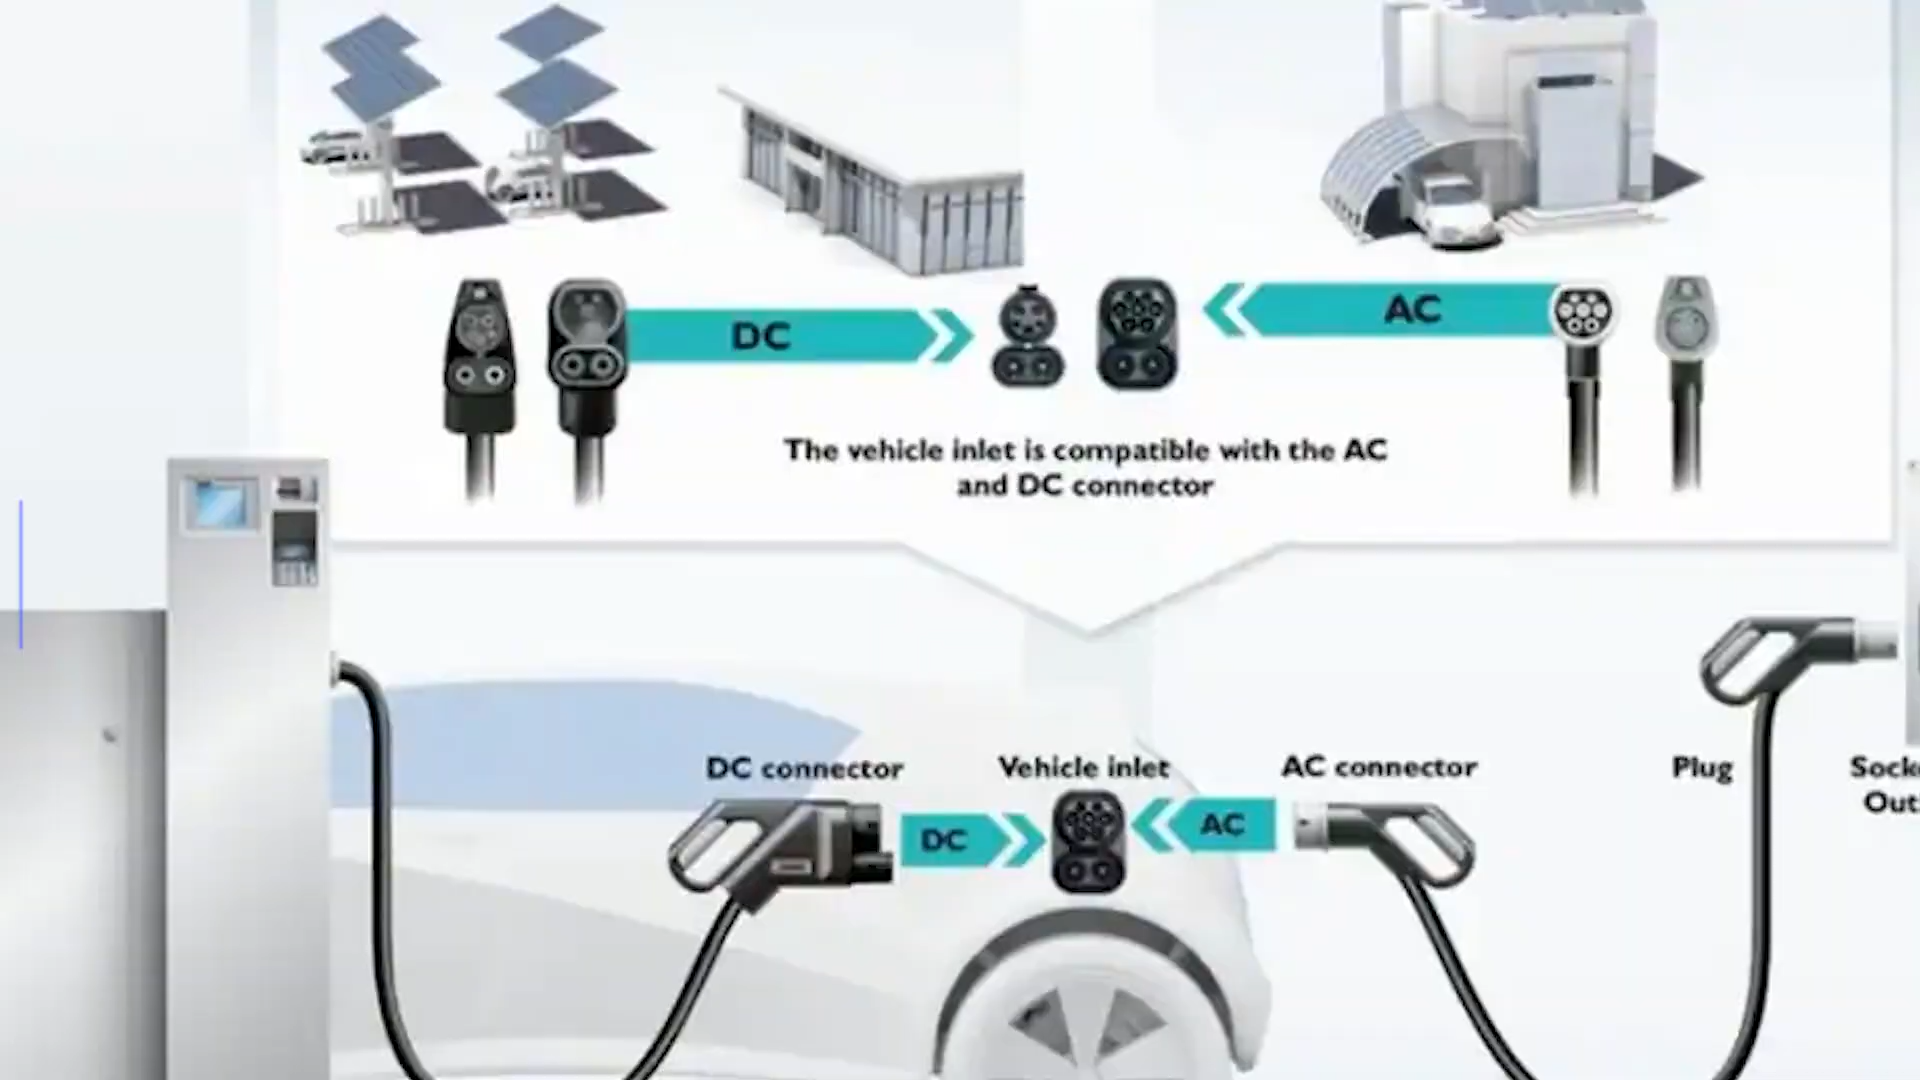 DC
AC
The vehicle inlet is compatible with the AC
and DC connector
DC connector
Vehicle inlet
AC connector
Plug
DC
AC